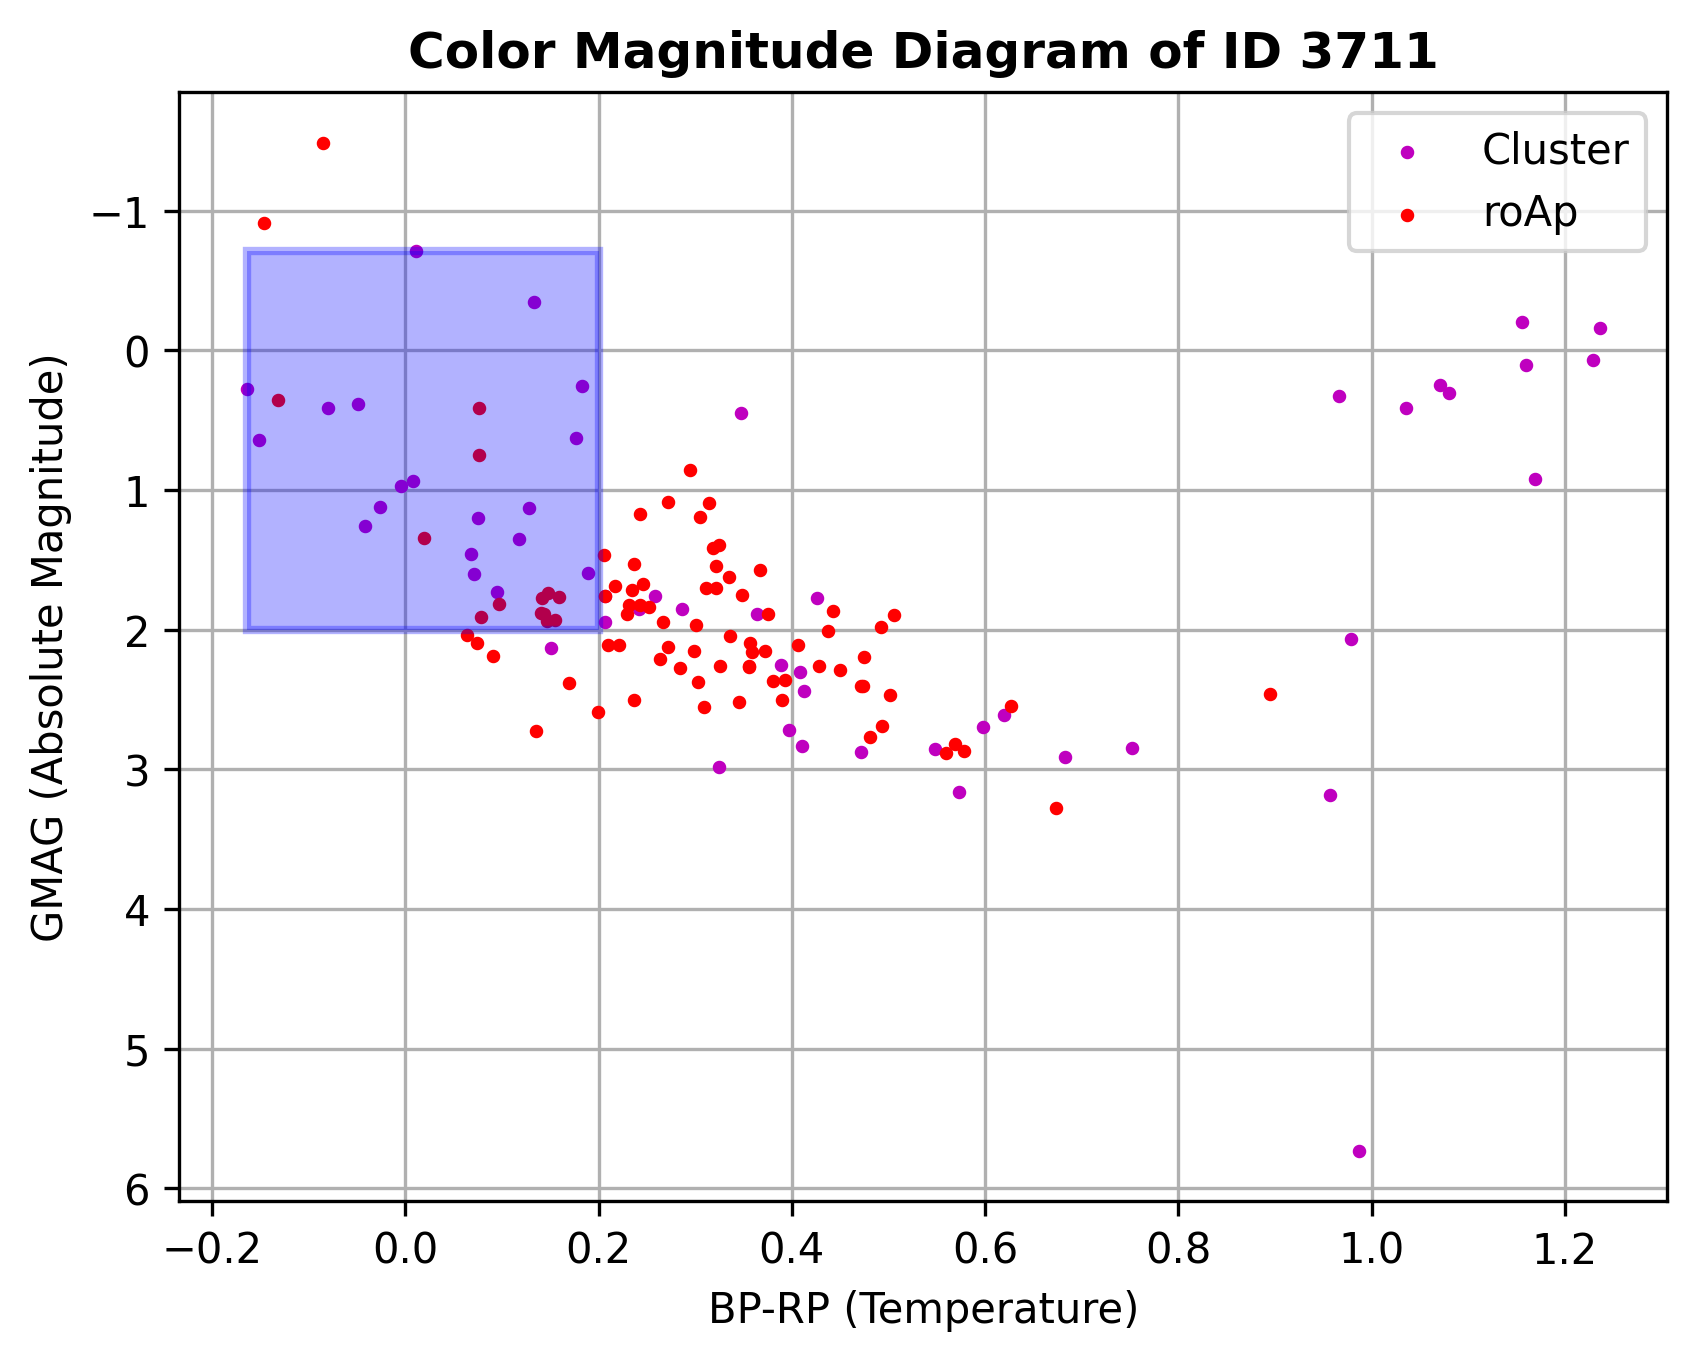 Color Magnitude Diagram of ID 3711
Cluster
roAp
GMAG (Absolute Magnitude)
−1
0
1
2
3
4
5
6
−0.2 0.0 0.2 0.4 0.6 0.8 1.0 1.2
BP-RP (Temperature)